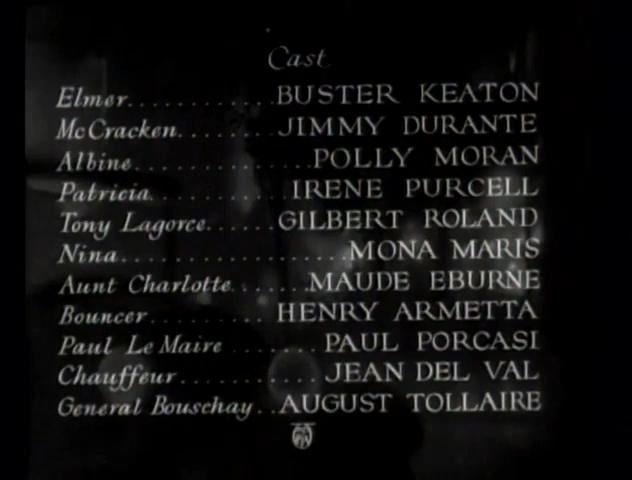 Cast
Elmer............BUSTER KEATON
McCracken........JIMMY DURANTE
Albine..............POLLY MORAN
Patricia...........IRENE PURCELL
Tony Lagorce......GILBERT ROLAND
Nina...................MONA MARIS
Aunt Charlotte.......MAUDE EBURNE
Bouncer..........HENRY ARMETTA
Paul Le Maire.......PAUL PORCASI
Chauffeur............JEAN DEL VAL
General Bouschay..AUGUST TOLLAIRE